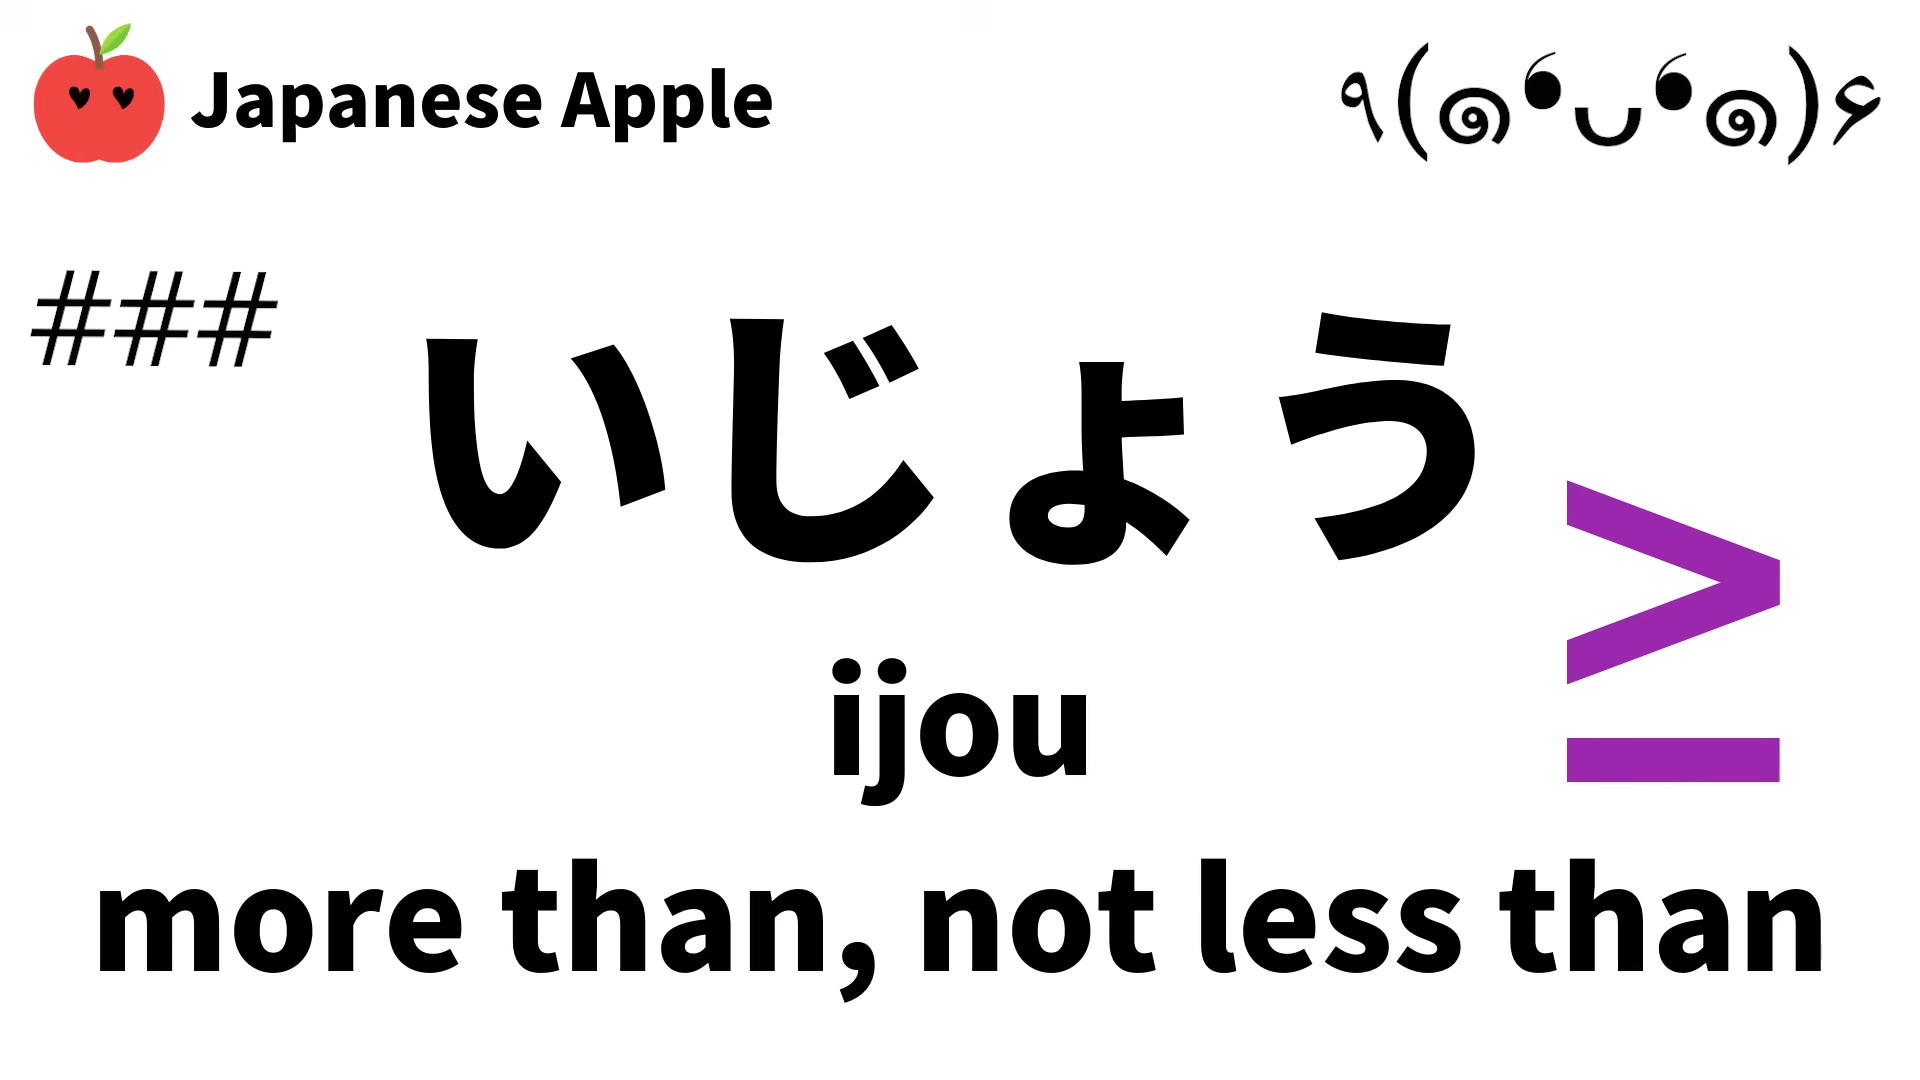 Japanese Apple
٩(๑❛ᴗ❛๑)۶
###
いじょう
≥
ijou
more than, not less than